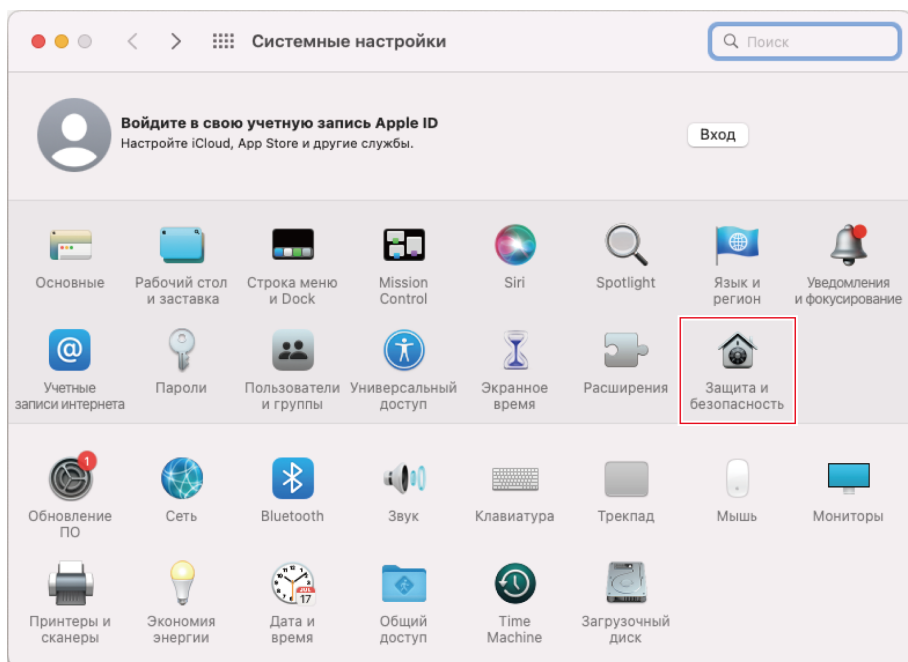 Системные настройки
Поиск
Войдите в свою учетную запись Apple ID
Настройте iCloud, App Store и другие службы.
Вход
Основные
Рабочий стол
и заставка
Строка меню
и Dock
Mission
Control
Siri
Spotlight
Язык и
регион
Уведомления
и фокусирование
@
Учетные
записи интернета
Пароли
Пользователи
и группы
Универсальный
доступ
Экранное
время
Расширения
Защита и
безопасность
1
Обновление
ПО
Сеть
Bluetooth
Звук
Клавиатура
Трекпад
Мышь
Мониторы
Принтеры и
сканеры
Экономия
энергии
JUL
17
Дата и
время
Общий
доступ
Time
Machine
Загрузочный
диск